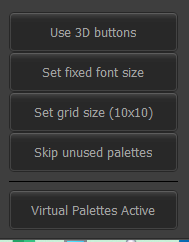 Use 3D buttons
Set fixed font size
Set grid size (10x10)
Skip unused palettes
Virtual Palettes Active